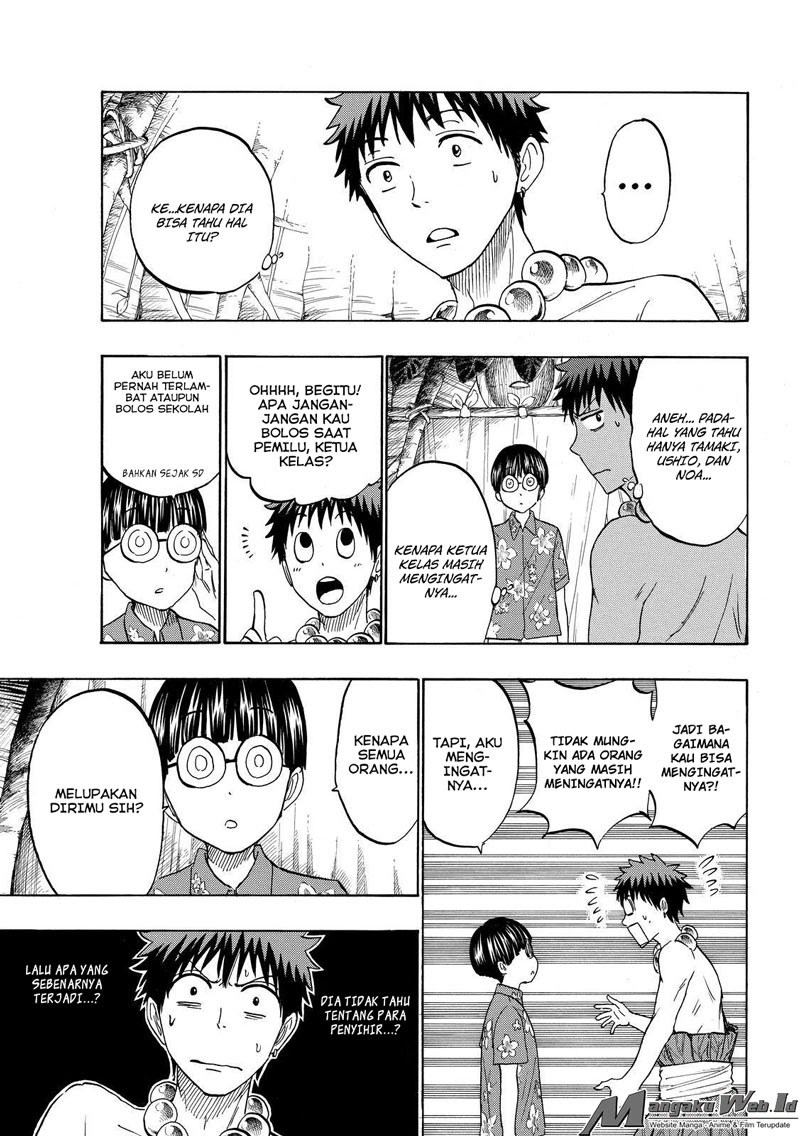 ...
KE...KENAPA DIA
BISA TAHU HAL
ITU?
ANEH... PADA-
HAL YANG TAHU
HANYA TAMAKI,
USHIO, DAN
NOA...
KENAPA KETUA
KELAS MASIH
MENGINGAT-
NYA...
OHHHH, BEGITU!
APA JANGAN-
JANGAN KAU
BOLOS SAAT
PEMILU, KETUA
KELAS?
AKU BELUM
PERNAH TERLAM-
BAT ATAUPUN
BOLOS SEKOLAH
BAHKAN SEJAK SD
JADI BA-
GAIMANA
KAU BISA
MENGINGAT-
NYA?!
TIDAK MUNG-
KIN ADA ORANG
YANG MASIH
MENINGATNYA!!
TAPI, AKU
MENG-
INGAT-
NYA...
KENAPA
SEMUA
ORANG...
MELUPAKAN
DIRIMU SIH?
DIA TIDAK TAHU
TENTANG PARA
PENYIHIR...?
LALU APA YANG
SEBENARNYA
TERJADI...?
Mangaku Web.Id
Website Manga - Anime & Film Terupdate